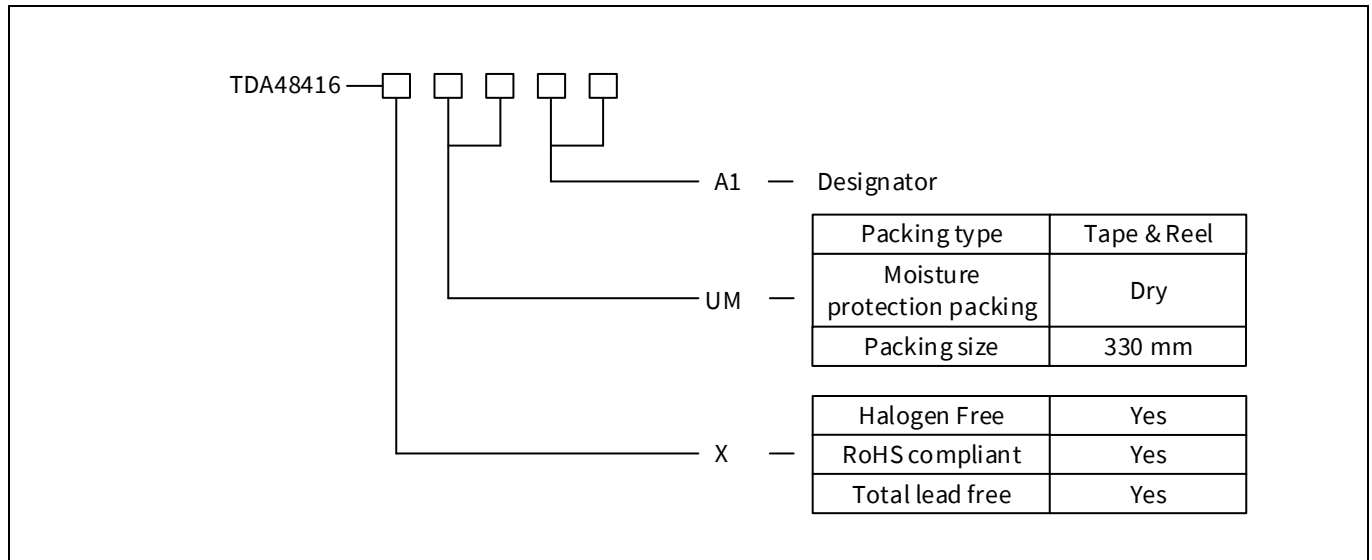 TDA48416
A1 — Designator
Packing type Tape & Reel
Moisture
protection packing Dry
UM —
Packing size 330 mm
Halogen Free Yes
X — RoHS compliant Yes
Total lead free Yes